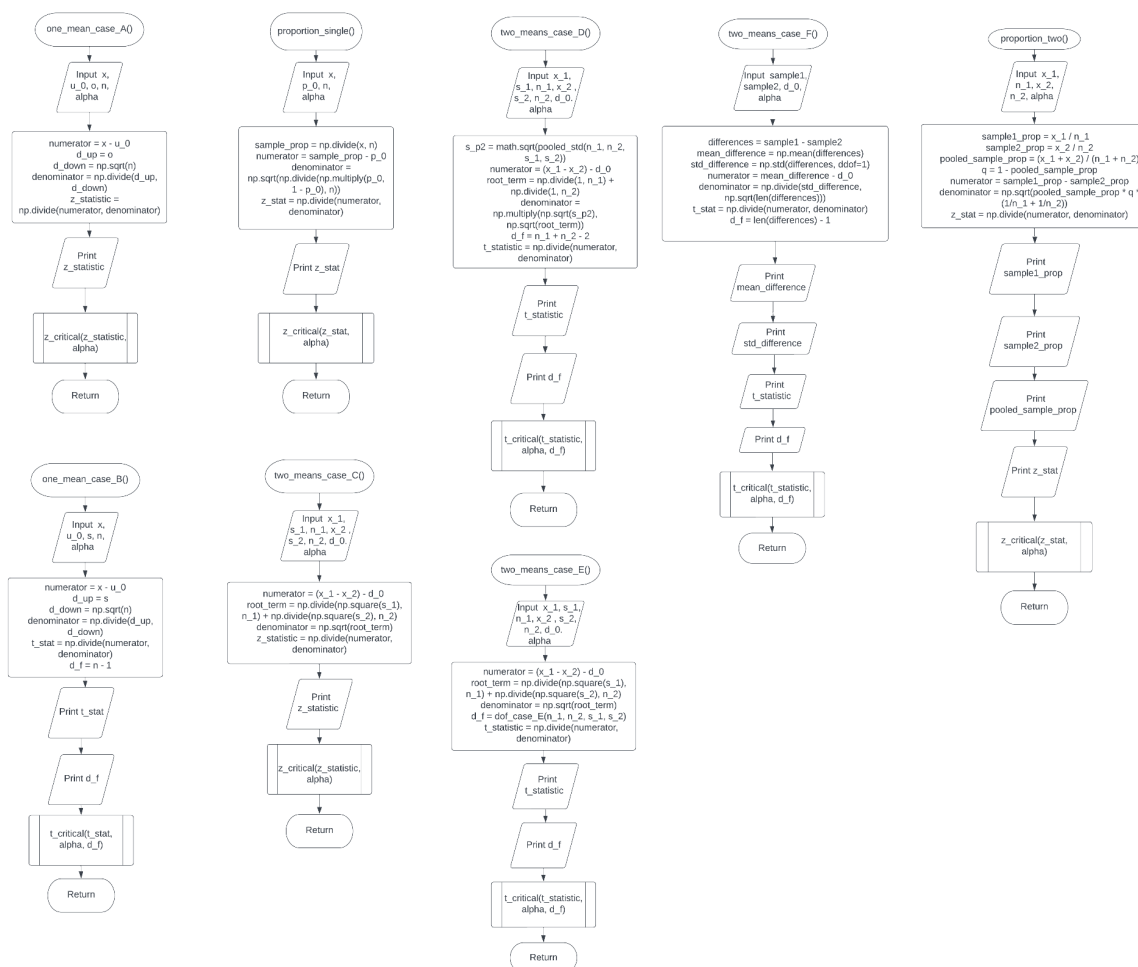 one_mean_case_A()
Input x,
u_0, o, n,
alpha
numerator = x - u_0
d_up = o
d_down = np.sqrt(n)
denominator = np.divide(d_up,
d_down)
z_statistic =
np.divide(numerator, denominator)
Print
z_statistic
z_critical(z_statistic,
alpha)
Return
proportion_single()
Input x,
p_0, n,
alpha
sample_prop = np.divide(x, n)
numerator = sample_prop - p_0
denominator =
np.sqrt(np.divide(np.multiply(p_0,
1 - p_0), n))
z_stat = np.divide(numerator,
denominator)
Print z_stat
z_critical(z_stat,
alpha)
Return
two_means_case_D()
Input x_1,
s_1, n_1, x_2 ,
s_2, n_2, d_0.
alpha
s_p2 = math.sqrt(pooled_std(n_1, n_2,
s_1, s_2))
numerator = (x_1 - x_2) - d_0
root_term = np.divide(1, n_1) +
np.divide(1, n_2)
denominator =
np.multiply(np.sqrt(s_p2),
np.sqrt(root_term))
d_f = n_1 + n_2 - 2
t_statistic = np.divide(numerator,
denominator)
Print
t_statistic
Print d_f
t_critical(t_statistic,
alpha, d_f)
Return
two_means_case_F()
Input sample1,
sample2, d_0,
alpha
differences = sample1 - sample2
mean_difference = np.mean(differences)
std_difference = np.std(differences, ddof=1)
numerator = mean_difference - d_0
denominator = np.divide(std_difference,
np.sqrt(len(differences)))
t_stat = np.divide(numerator, denominator)
d_f = len(differences) - 1
Print
mean_difference
Print
std_difference
Print
t_statistic
Print d_f
t_critical(t_statistic,
alpha, d_f)
Return
proportion_two()
Input x_1,
n_1, x_2,
n_2, alpha
sample1_prop = x_1 / n_1
sample2_prop = x_2 / n_2
pooled_sample_prop = (x_1 + x_2) / (n_1 + n_2)
q = 1 - pooled_sample_prop
numerator = sample1_prop - sample2_prop
denominator = np.sqrt(pooled_sample_prop * q *
(1/n_1 + 1/n_2))
z_stat = np.divide(numerator, denominator)
Print
sample1_prop
Print
sample2_prop
Print
pooled_sample_prop
Print z_stat
z_critical(z_stat,
alpha)
Return
one_mean_case_B()
Input x,
u_0, s, n,
alpha
numerator = x - u_0
d_up = s
d_down = np.sqrt(n)
denominator = np.divide(d_up,
d_down)
t_stat = np.divide(numerator,
denominator)
d_f = n - 1
Print t_stat
Print d_f
t_critical(t_stat,
alpha, d_f)
Return
two_means_case_C()
Input x_1,
s_1, n_1, x_2 ,
s_2, n_2, d_0.
alpha
numerator = (x_1 - x_2) - d_0
root_term = np.divide(np.square(s_1),
n_1) + np.divide(np.square(s_2), n_2)
denominator = np.sqrt(root_term)
z_statistic = np.divide(numerator,
denominator)
Print
z_statistic
z_critical(z_statistic,
alpha)
Return
two_means_case_E()
Input x_1, s_1,
n_1, x_2 , s_2,
n_2, d_0.
alpha
numerator = (x_1 - x_2) - d_0
root_term = np.divide(np.square(s_1),
n_1) + np.divide(np.square(s_2), n_2)
denominator = np.sqrt(root_term)
d_f = dof_case_E(n_1, n_2, s_1, s_2)
t_statistic = np.divide(numerator,
denominator)
Print
t_statistic
Print d_f
t_critical(t_statistic,
alpha, d_f)
Return